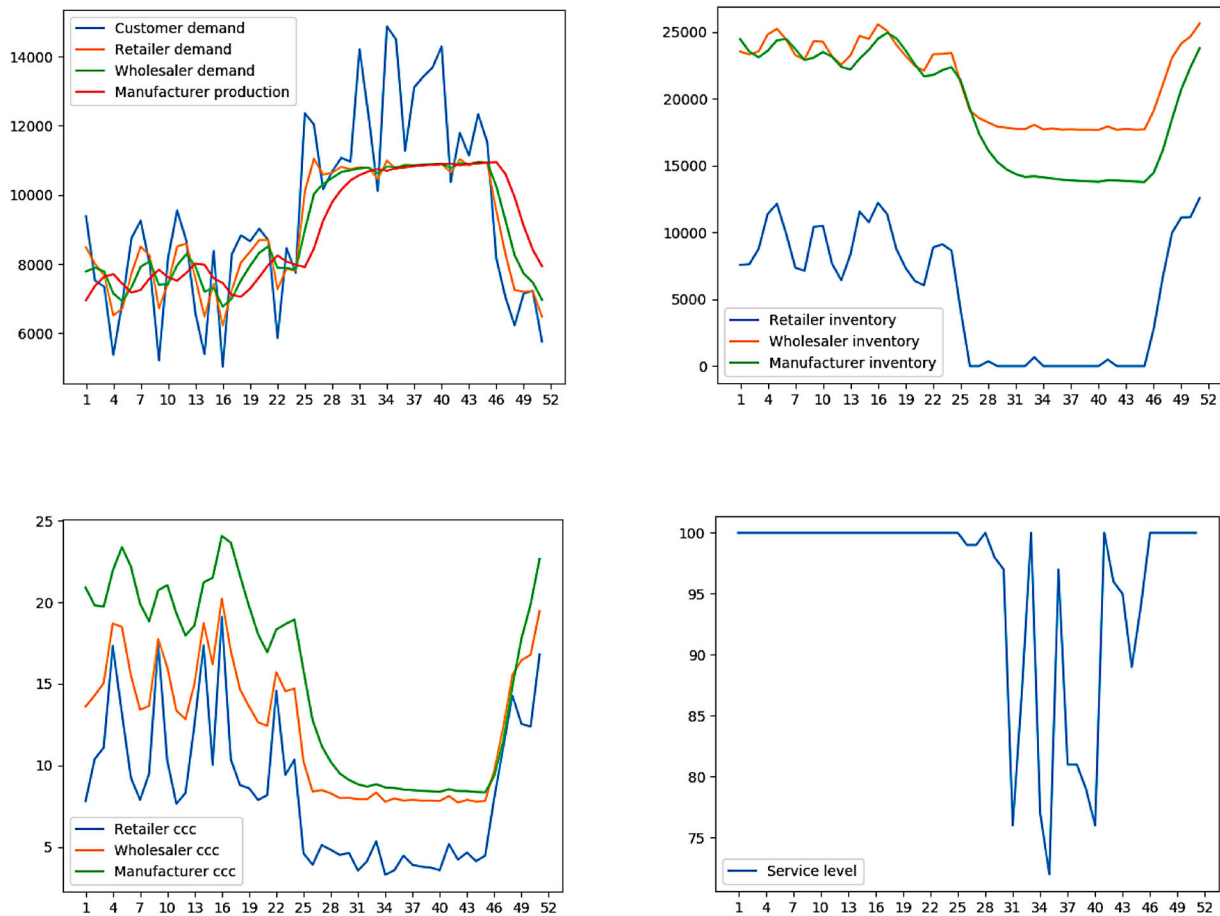 Customer demand
Retailer demand
Wholesaler demand
Manufacturer production
14000
12000
10000
8000
6000
1 4 7 10 13 16 19 22 25 28 31 34 37 40 43 46 49 52
25000
20000
15000
10000
5000
0
Retailer inventory
Wholesaler inventory
Manufacturer inventory
1 4 7 10 13 16 19 22 25 28 31 34 37 40 43 46 49 52
25
20
15
10
5
Retailer ccc
Wholesaler ccc
Manufacturer ccc
1 4 7 10 13 16 19 22 25 28 31 34 37 40 43 46 49 52
100
95
90
85
80
75
Service level
1 4 7 10 13 16 19 22 25 28 31 34 37 40 43 46 49 52